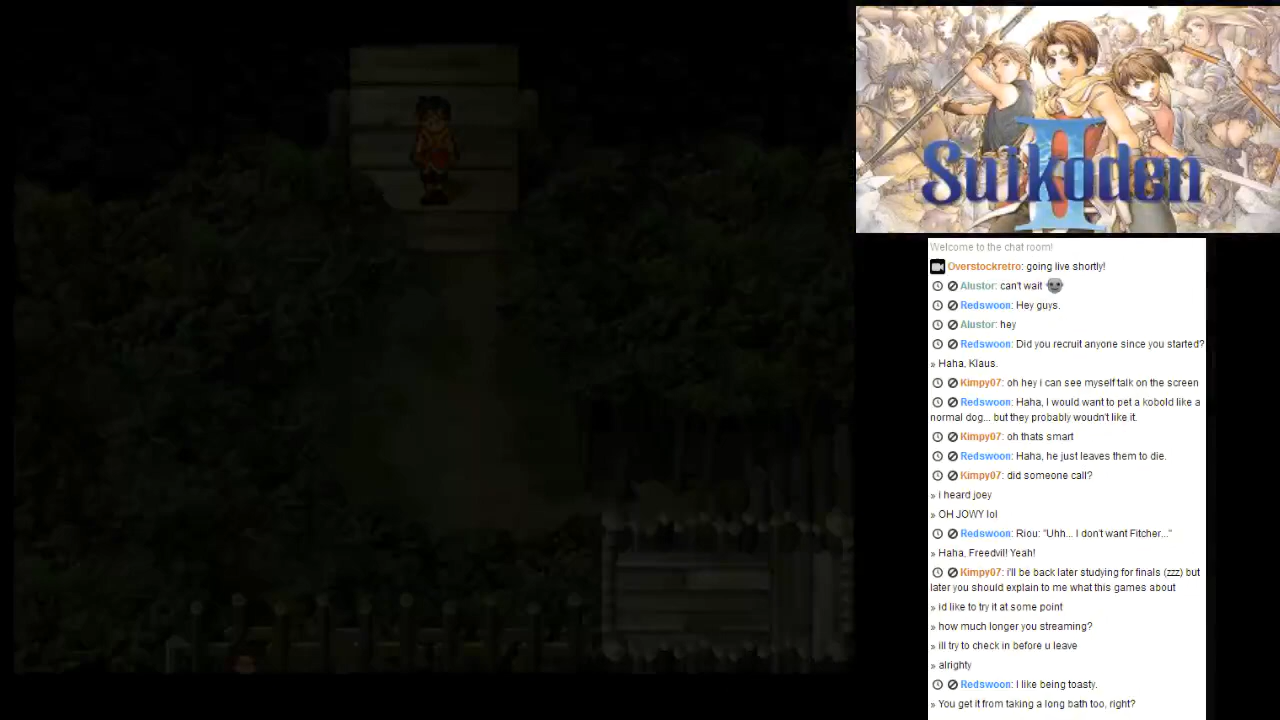 Suikoden
II
Welcome to the chat room!
Overstockretro: going live shortly!
Alustor: can't wait
Redswoon: Hey guys.
Alustor: hey
Redswoon: Did you recruit anyone since you started?
» Haha, Klaus.
Kimpy07: oh hey i can see myself talk on the screen
Redswoon: Haha, I would want to pet a kobold like a
normal dog... but they probably woudn't like it.
Kimpy07: oh thats smart
Redswoon: Haha, he just leaves them to die.
Kimpy07: did someone call?
» i heard joey
» OH JOWY lol
Redswoon: Riou: "Uhh... I don't want Fitcher..."
» Haha, Freedvil! Yeah!
Kimpy07: i'll be back later studying for finals (zzz) but
later you should explain to me what this games about
» id like to try it at some point
» how much longer you streaming?
» ill try to check in before u leave
» alrighty
Redswoon: I like being toasty.
» You get it from taking a long bath too, right?